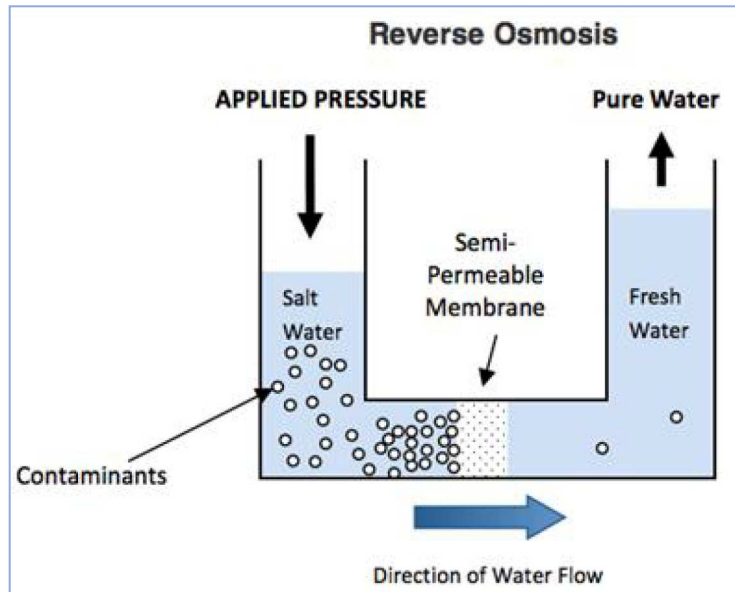 Reverse Osmosis
APPLIED PRESSURE
Pure Water
Semi-
Permeable
Membrane
Salt
Water
Fresh
Water
Contaminants
Direction of Water Flow